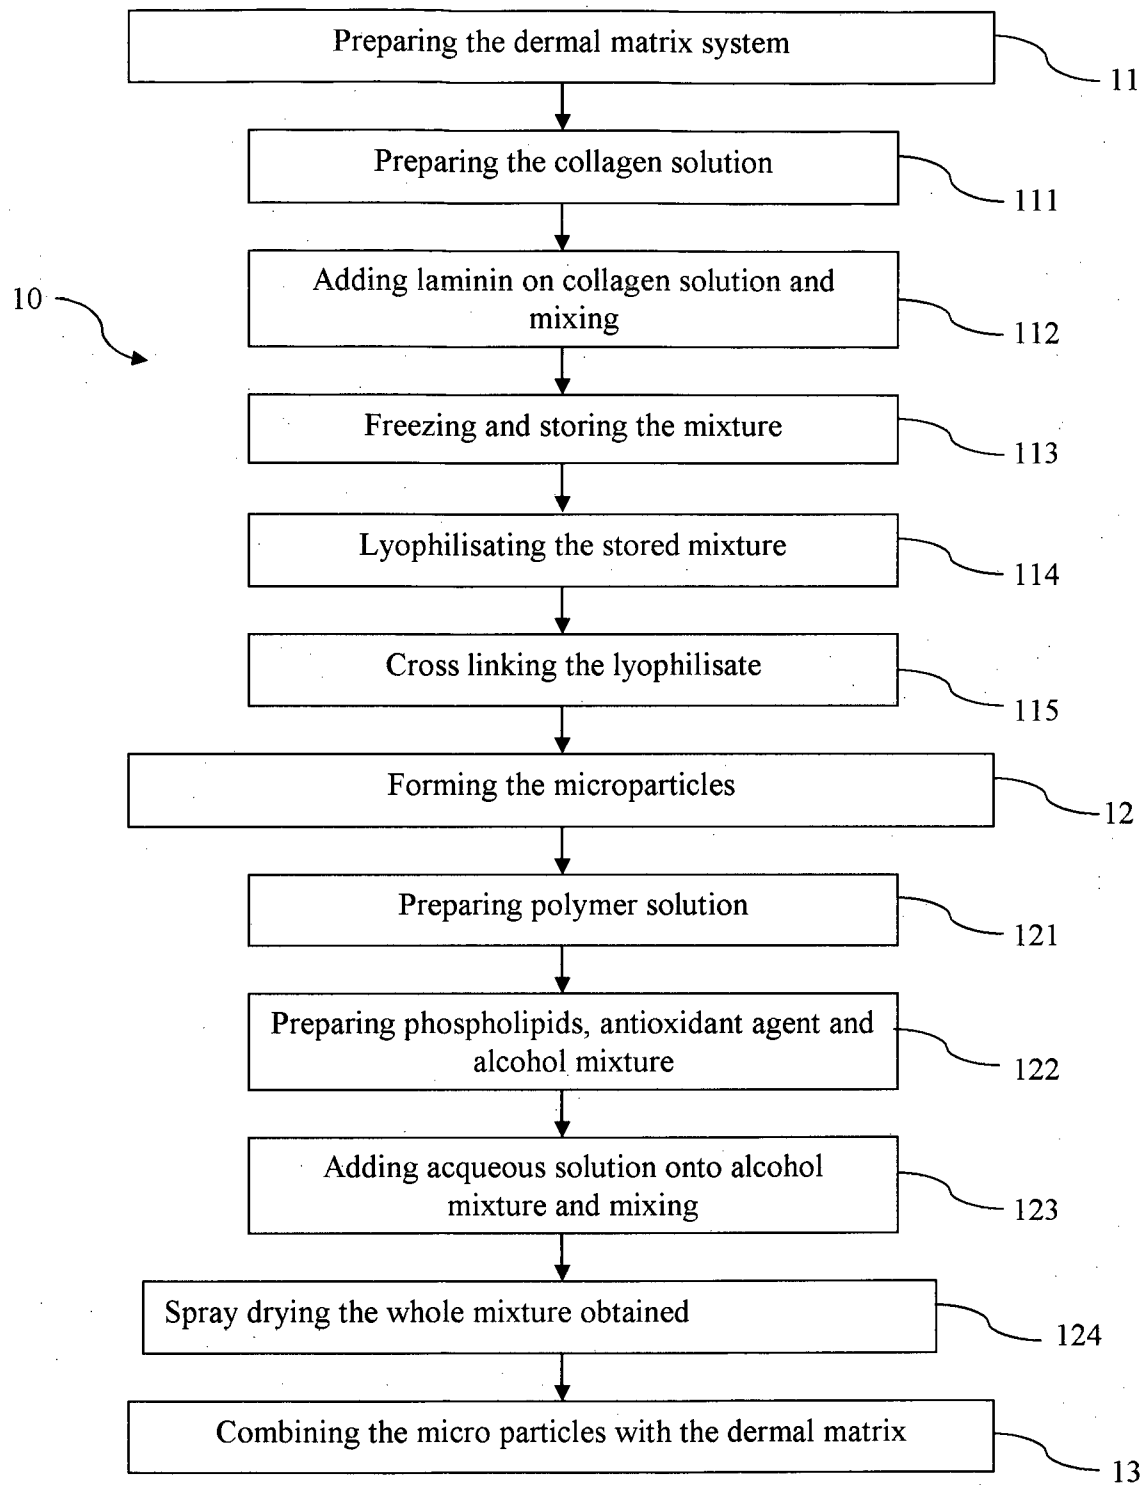 Preparing the dermal matrix system
11
Preparing the collagen solution
111
Adding laminin on collagen solution and
mixing
112
10
Freezing and storing the mixture
113
Lyophilisating the stored mixture
114
Cross linking the lyophilisate
115
Forming the microparticles
12
Preparing polymer solution
121
Preparing phospholipids, antioxidant agent and
alcohol mixture
122
Adding acqueous solution onto alcohol
mixture and mixing
123
Spray drying the whole mixture obtained
124
Combining the micro particles with the dermal matrix
13